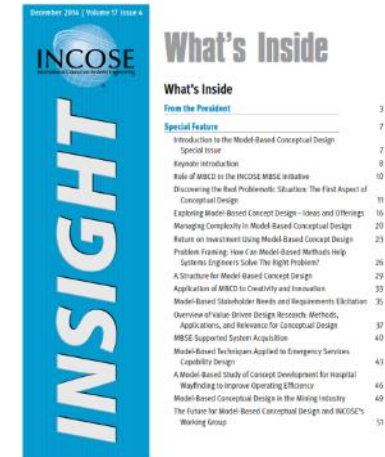 December 2014 | Volume 17 Issue 4
INCOSE
International Council on Systems Engineering
INSIGHT
What's Inside
What's Inside
From the President 3
Special Feature 7
Introduction to the Model-Based Conceptual Design
Special Issue 7
Keynote Introduction 8
Role of MBCD in the INCOSE MBSE Initiative 10
Discovering the Real Problematic Situation: The First Aspect of
Conceptual Design 11
Exploring Model-Based Concept Design – Ideas and Offerings 16
Managing Complexity in Model-Based Conceptual Design 20
Return on Investment Using Model-Based Concept Design 23
Problem Framing: How Can Model-Based Methods Help
Systems Engineers Solve The Right Problem? 26
A Structure for Model-Based Concept Design 29
Application of MBCD to Creativity and Innovation 33
Model-Based Stakeholder Needs and Requirements Elicitation 35
Overview of Value-Driven Design Research: Methods,
Applications, and Relevance for Conceptual Design 37
MBSE-Supported System Acquisition 40
Model-Based Techniques Applied to Emergency Services
Capability Design 43
A Model-Based Study of Concept Development for Hospital
Wayfinding to Improve Operating Efficiency 46
Model-Based Conceptual Design in the Mining Industry 49
The Future for Model-Based Conceptual Design and INCOSE's
Working Group 51